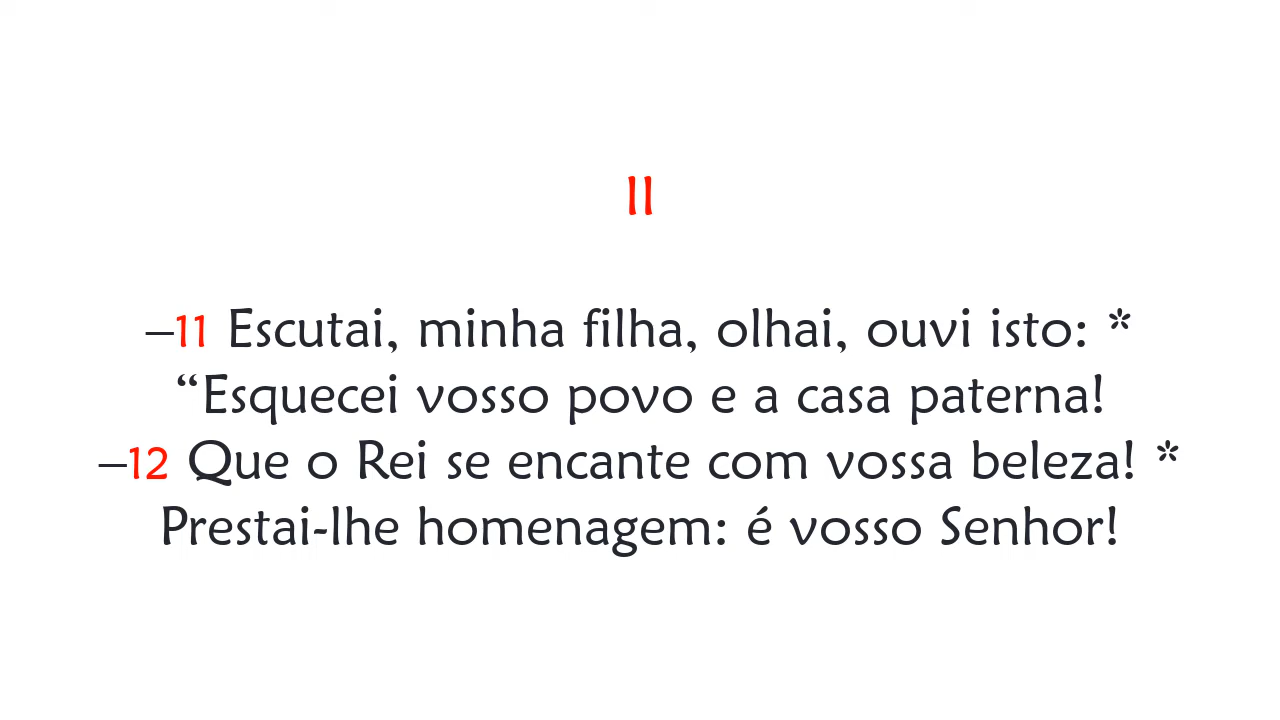 II
–11 Escutai, minha filha, olhai, ouvi isto: *
“Esquecei vosso povo e a casa paterna!
–12 Que o Rei se encante com vossa beleza! *
Prestai-lhe homenagem: é vosso Senhor!